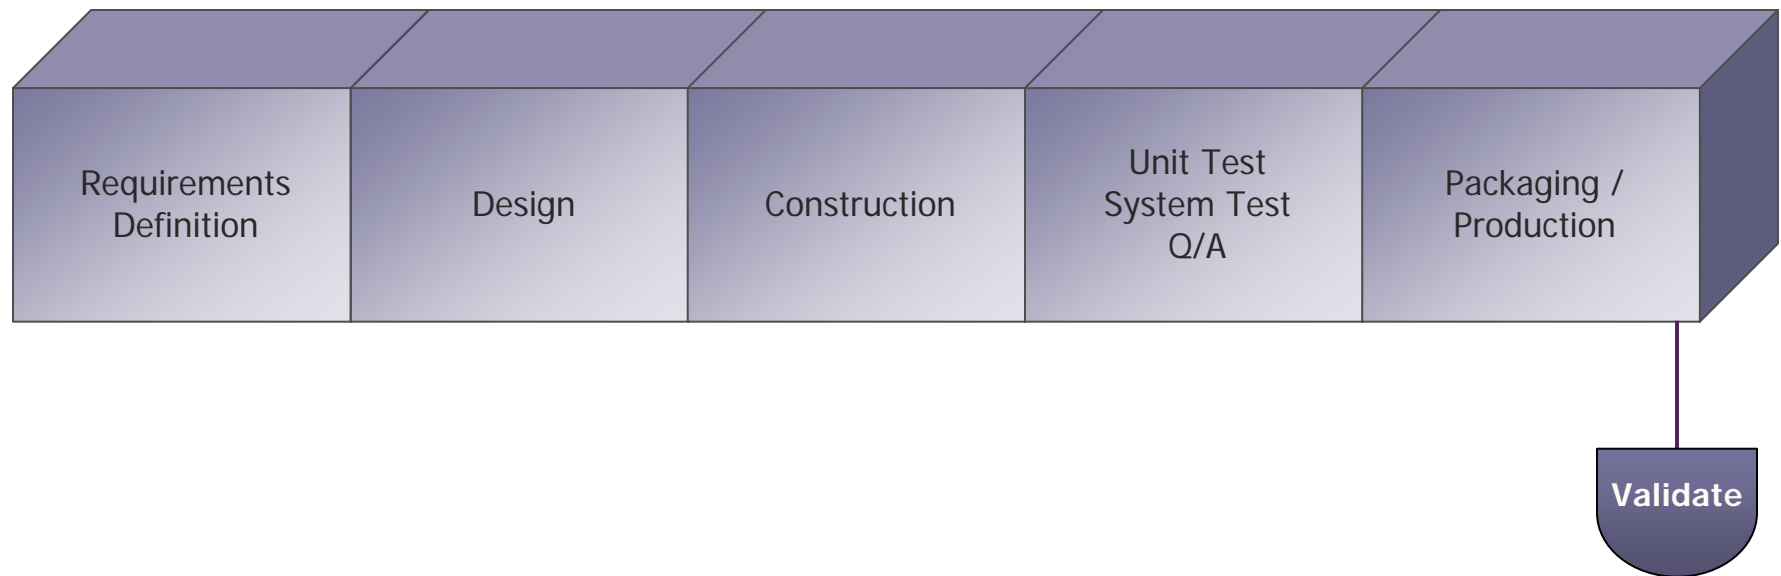 Requirements
Definition
Design
Construction
Unit Test
System Test
Q/A
Packaging /
Production
Validate